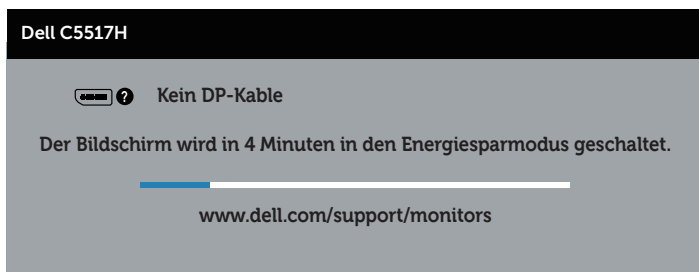 Dell C5517H
? Kein DP-Kable
Der Bildschirm wird in 4 Minuten in den Energiesparmodus geschaltet.
www.dell.com/support/monitors